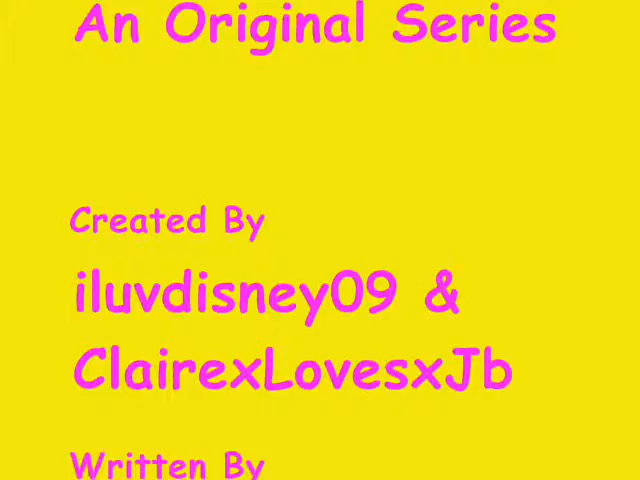 An Original Series
Created By
iluvdisney09 &
ClairexLovesxJb
Written By